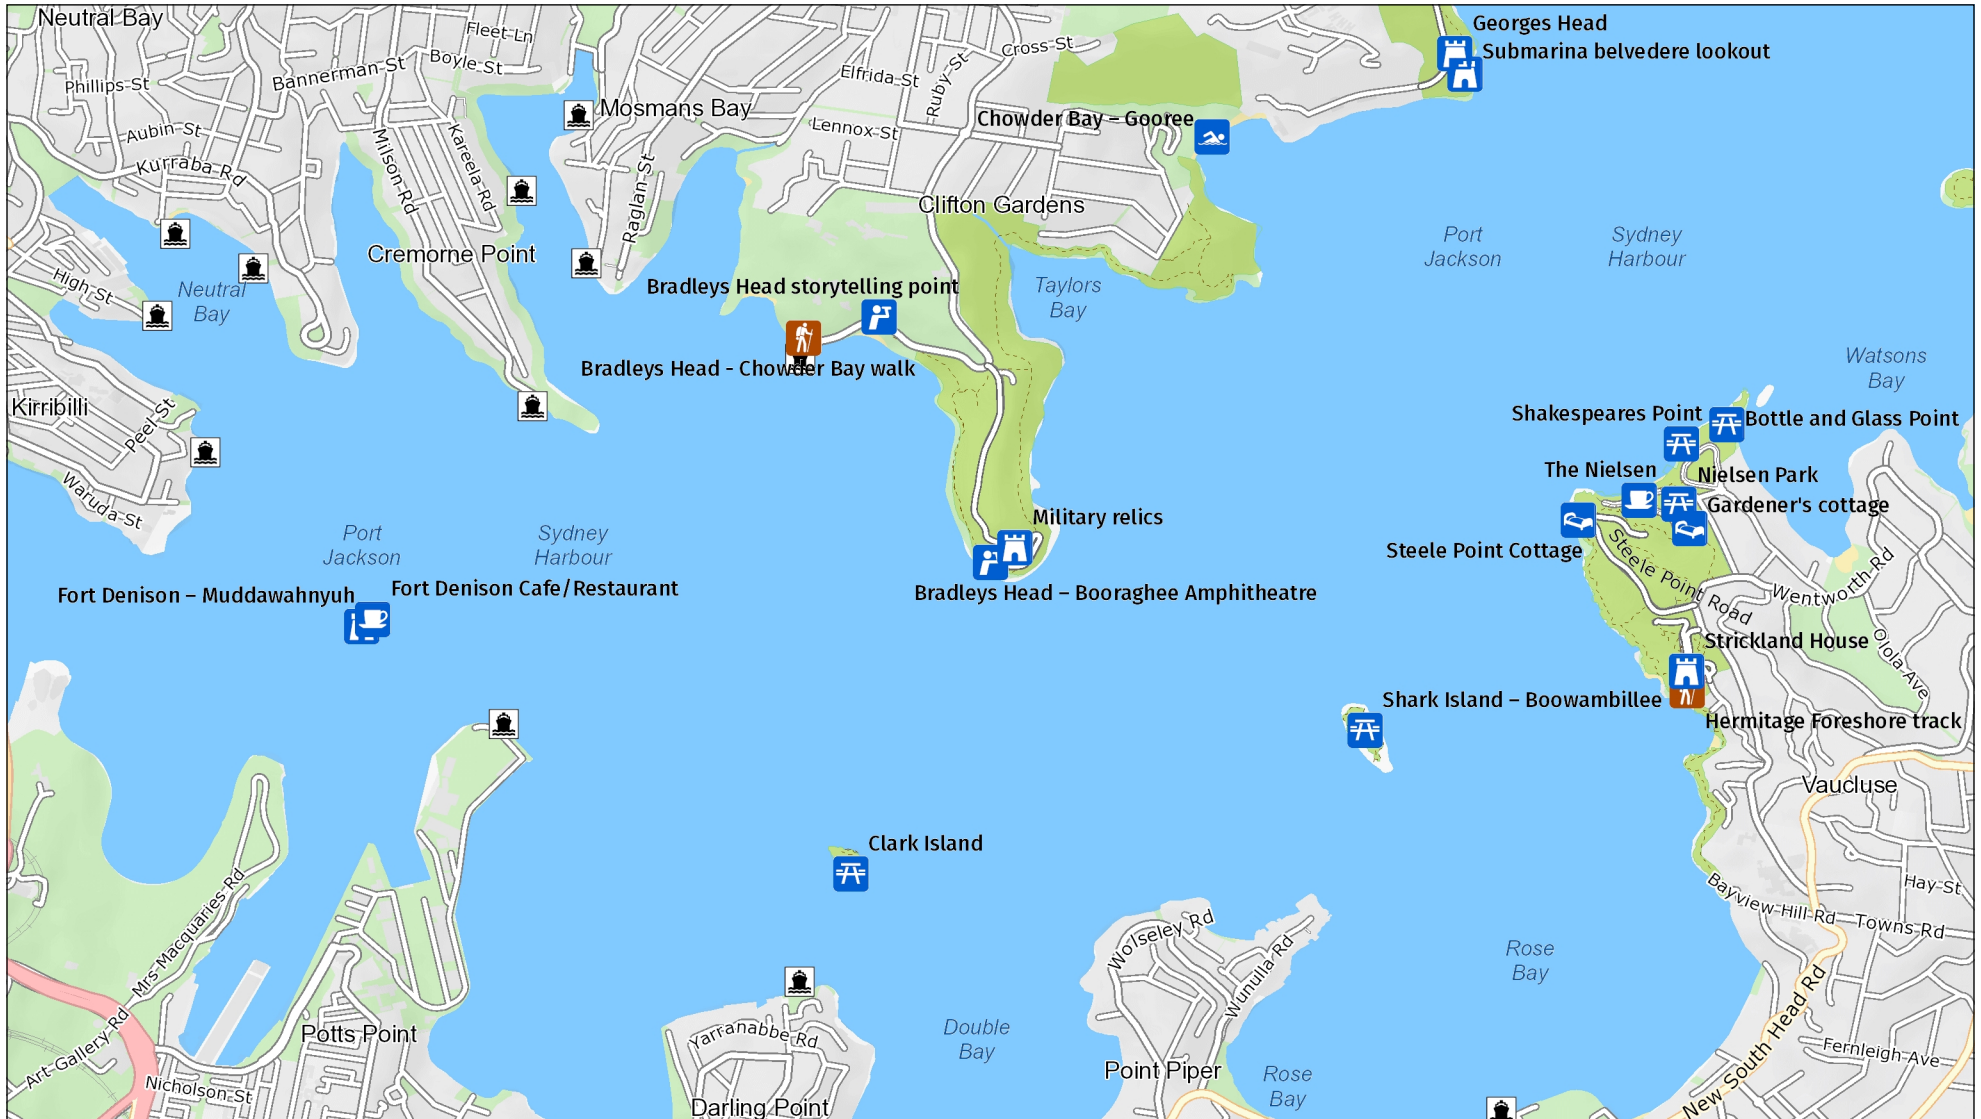 Neutral Bay
Fleet Ln
Georges Head
Submarina belvedere lookout
Cross St
Boyle St
Bannerman St
Phillips St
Elfrida St
Ruby St
Mosmans Bay
Chowder Bay – Gooree
Lennox St
Aubin St
Kurraba Rd
Milson Rd
Kareela Rd
Raglan St
Clifton Gardens
Cremorne Point
Port
Jackson
Sydney
Harbour
High St
Neutral
Bay
Bradleys Head storytelling point
Taylors
Bay
Bradleys Head - Chowder Bay walk
Watsons
Bay
Kirribilli
Peel St
Shakespeares Point
Bottle and Glass Point
The Nielsen
Nielsen Park
Gardener's cottage
Waruda St
Military relics
Port
Jackson
Sydney
Harbour
Steele Point Cottage
Steele Point Road
Wentworth Rd
Fort Denison – Muddawahnyuh
Fort Denison Cafe/Restaurant
Bradleys Head – Booraghee Amphitheatre
Strickland House
Olola Ave
Shark Island – Boowambillee
Hermitage Foreshore track
Vaucluse
Clark Island
Mrs Macquaries Rd
Bayview Hill Rd
Hay St
Towns Rd
Wolseley Rd
Wunulla Rd
Rose
Bay
New South Head Rd
Potts Point
Yarranabbe Rd
Double
Bay
Art Gallery Rd
Fernleigh Ave
Point Piper
Rose
Bay
Nicholson St
Darling Point